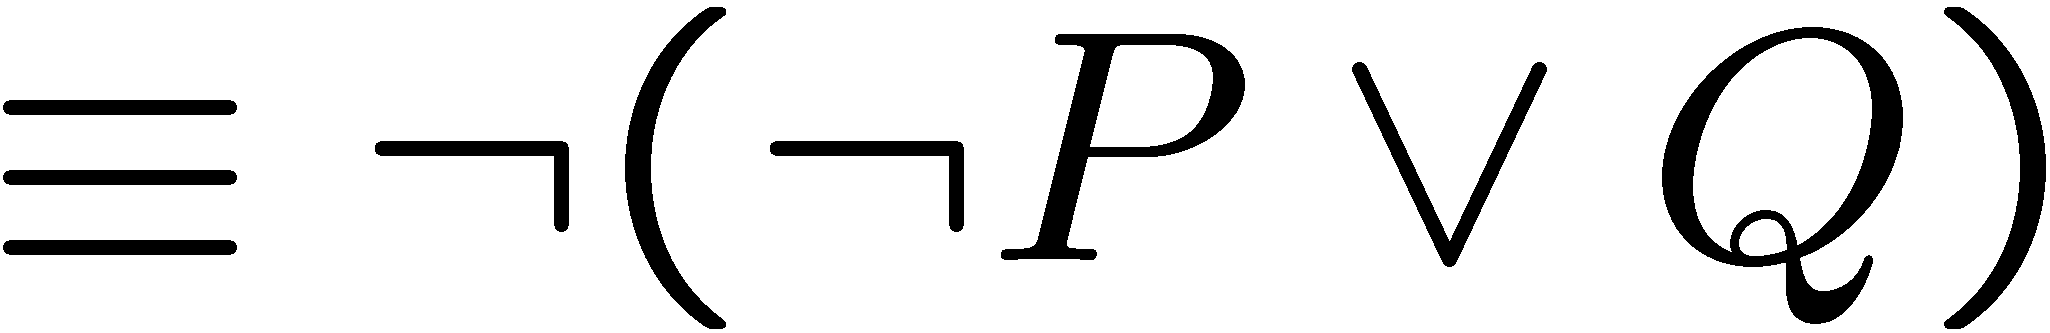 ≡ ¬(¬P ∨ Q)